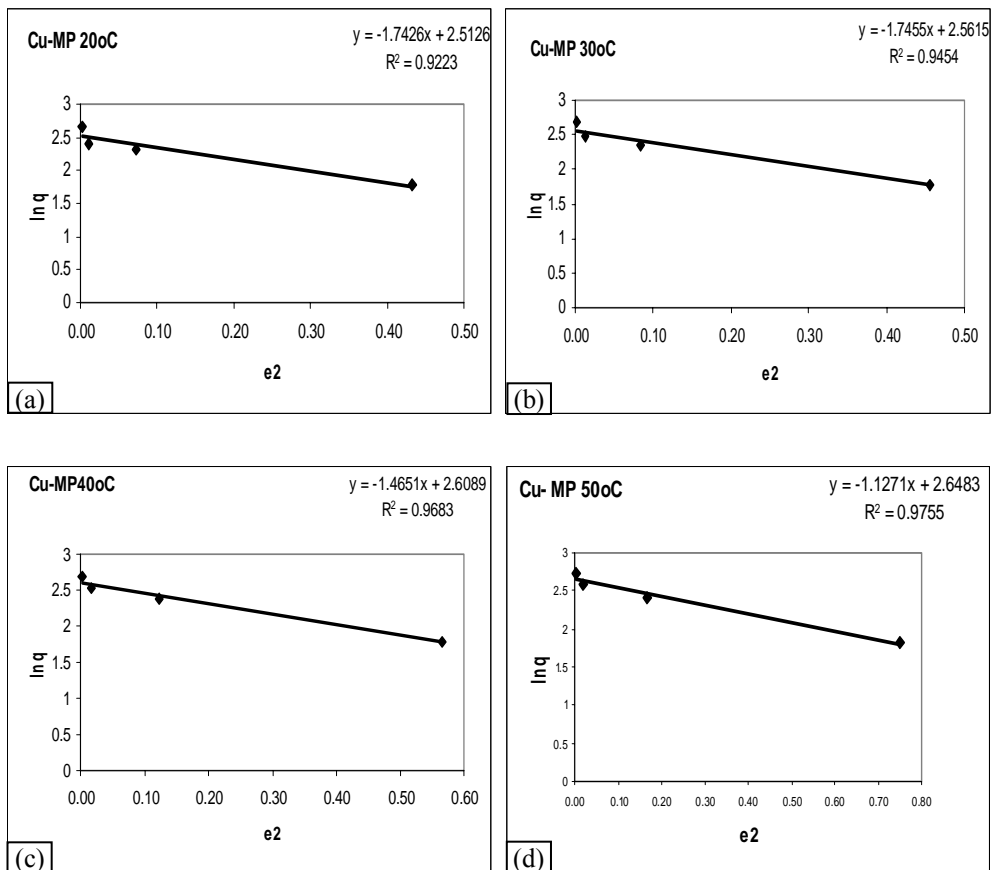 Cu-MP 20oC
y = -1.7426x + 2.5126
R² = 0.9223
3
2.5
2
1.5
1
0.5
0
ln q
0.00 0.10 0.20 0.30 0.40 0.50
e2
(a)
Cu-MP 30oC
y = -1.7455x + 2.5615
R² = 0.9454
3
2.5
2
1.5
1
0.5
0
ln q
0.00 0.10 0.20 0.30 0.40 0.50
e2
(b)
Cu-MP40oC
y = -1.4651x + 2.6089
R² = 0.9683
3
2.5
2
1.5
1
0.5
0
ln q
0.00 0.10 0.20 0.30 0.40 0.50 0.60
e2
(c)
Cu- MP 50oC
y = -1.1271x + 2.6483
R² = 0.9755
3
2.5
2
1.5
1
0.5
0
ln q
0.00 0.10 0.20 0.30 0.40 0.50 0.60 0.70 0.80
e2
(d)